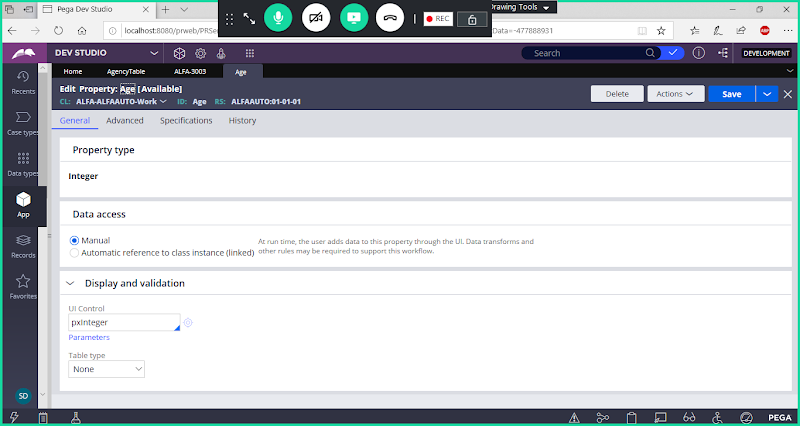 Pega Dev Studio
Drawing Tools
REC
localhost:8080/prweb/PRSer
Data=-477888931
ABP
DEV STUDIO
Search
DEVELOPMENT
Home
AgencyTable
ALFA-3003
Age
Recents
Case types
Data types
App
Records
Favorites
SD
Edit Property: Age [Available]
CL: ALFA-ALFAAUTO-Work
ID: Age
RS: ALFAAUTO:01-01-01
Delete
Actions
Save
General
Advanced
Specifications
History
Property type
Integer
Data access
Manual
Automatic reference to class instance (linked)
At run time, the user adds data to this property through the UI. Data transforms and
other rules may be required to support this workflow.
Display and validation
UI Control
pxInteger
Parameters
Table type
None
PEGA